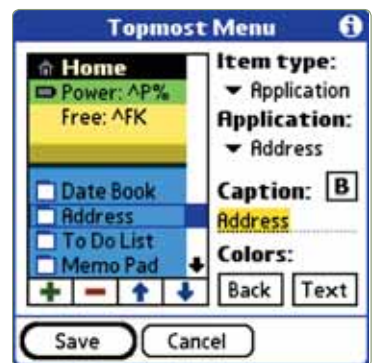 Topmost Menu
Home
Power: ^P%
Free: ^FK
Date Book
Address
To Do List
Memo Pad
Item type:
Application
Application:
Address
Caption: B
Address
Colors:
Back Text
Save Cancel